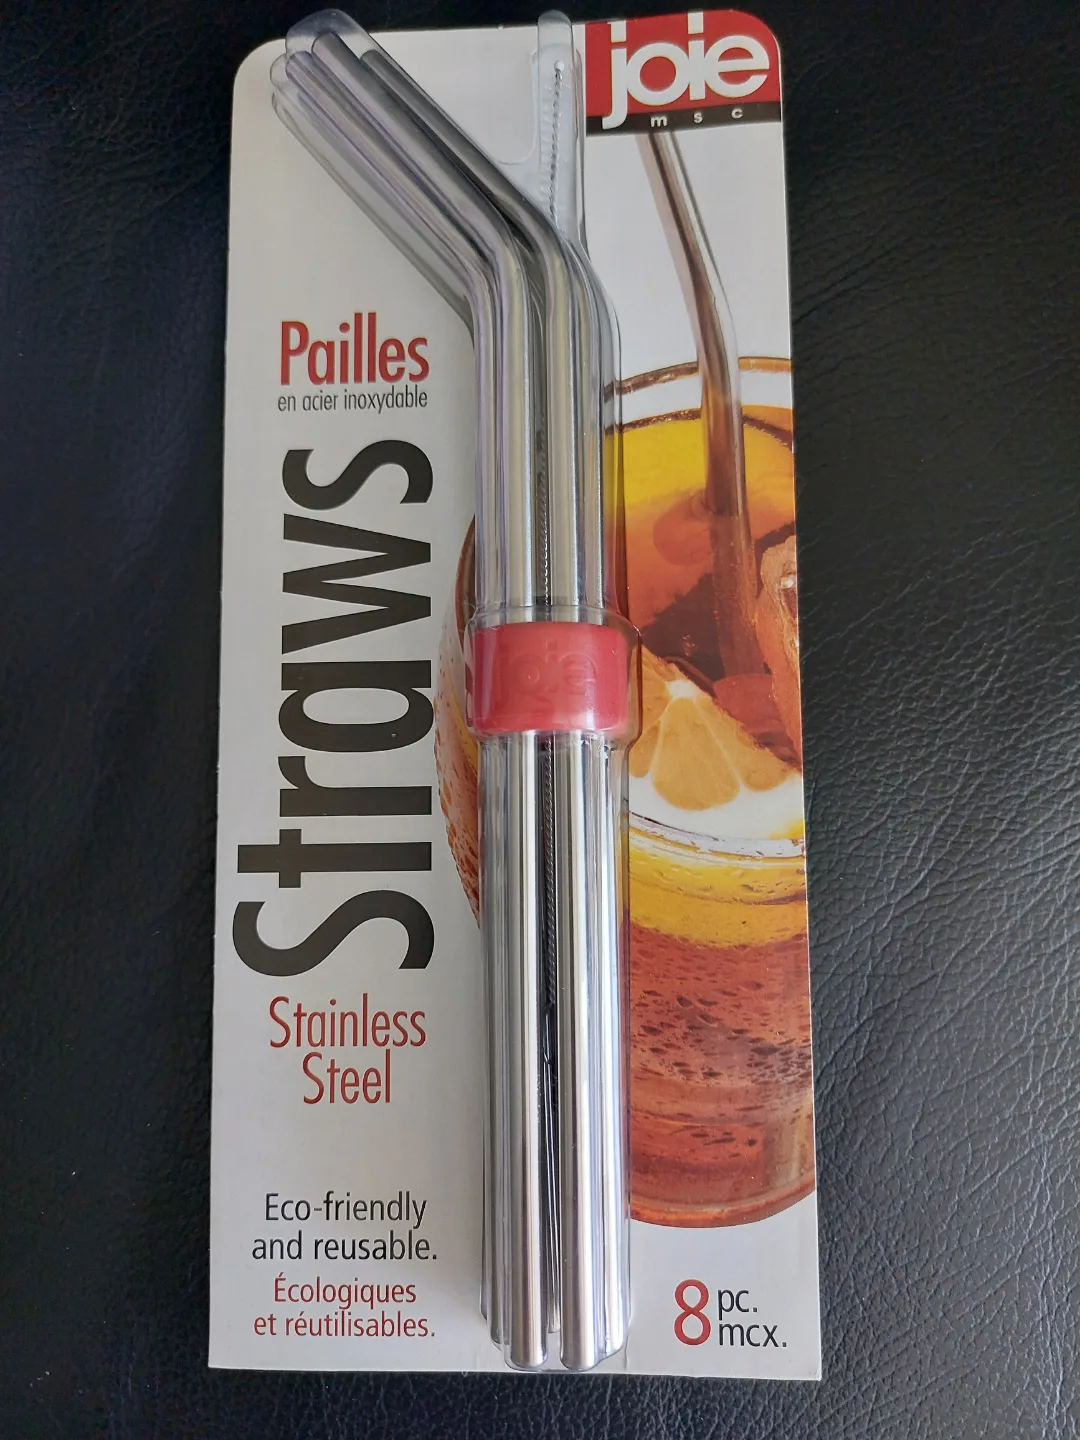 joie
msc
Pailles
en acier inoxydable
Straws
joie
Stainless
Steel
Eco-friendly
and reusable.
Écologiques
et réutilisables.
8 pc.
mcx.